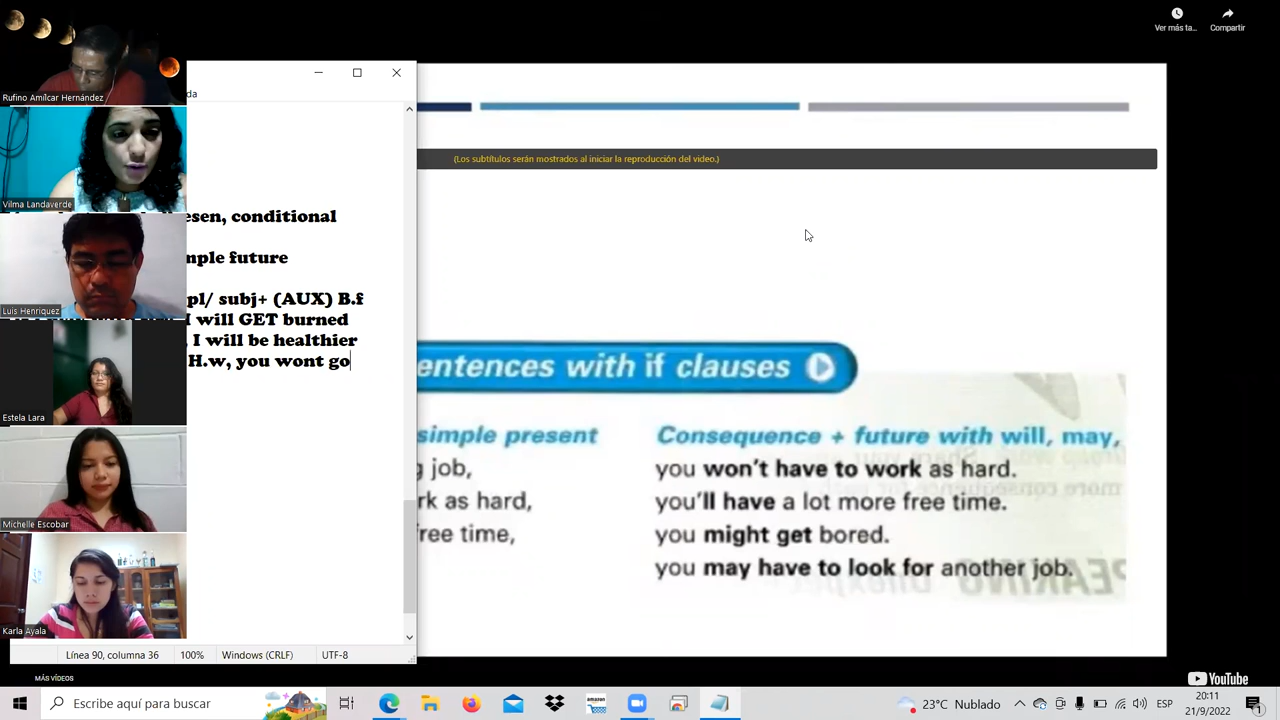 Ver más ta...
Compartir
Rufino Amílcar Hernández
da
(Los subtítulos serán mostrados al iniciar la reproducción del video.)
Vilma Landaverde
esen, conditional
nple future
pl/ subj+ (AUX) B.f
I will GET burned
, I will be healthier
H.w, you wont go
Luis Henriquez
Estela Lara
Michelle Escobar
Karla Ayala
entences with if clauses
simple present
Consequence + future with will, may,
g job,
you won't have to work as hard.
rk as hard,
you'll have a lot more free time.
ree time,
you might get bored.
you may have to look for another job.
Línea 90, columna 36
100%
Windows (CRLF)
UTF-8
MÁS VÍDEOS
YouTube
Escribe aquí para buscar
amazon
23°C Nublado
ESP
20:11
21/9/2022
1